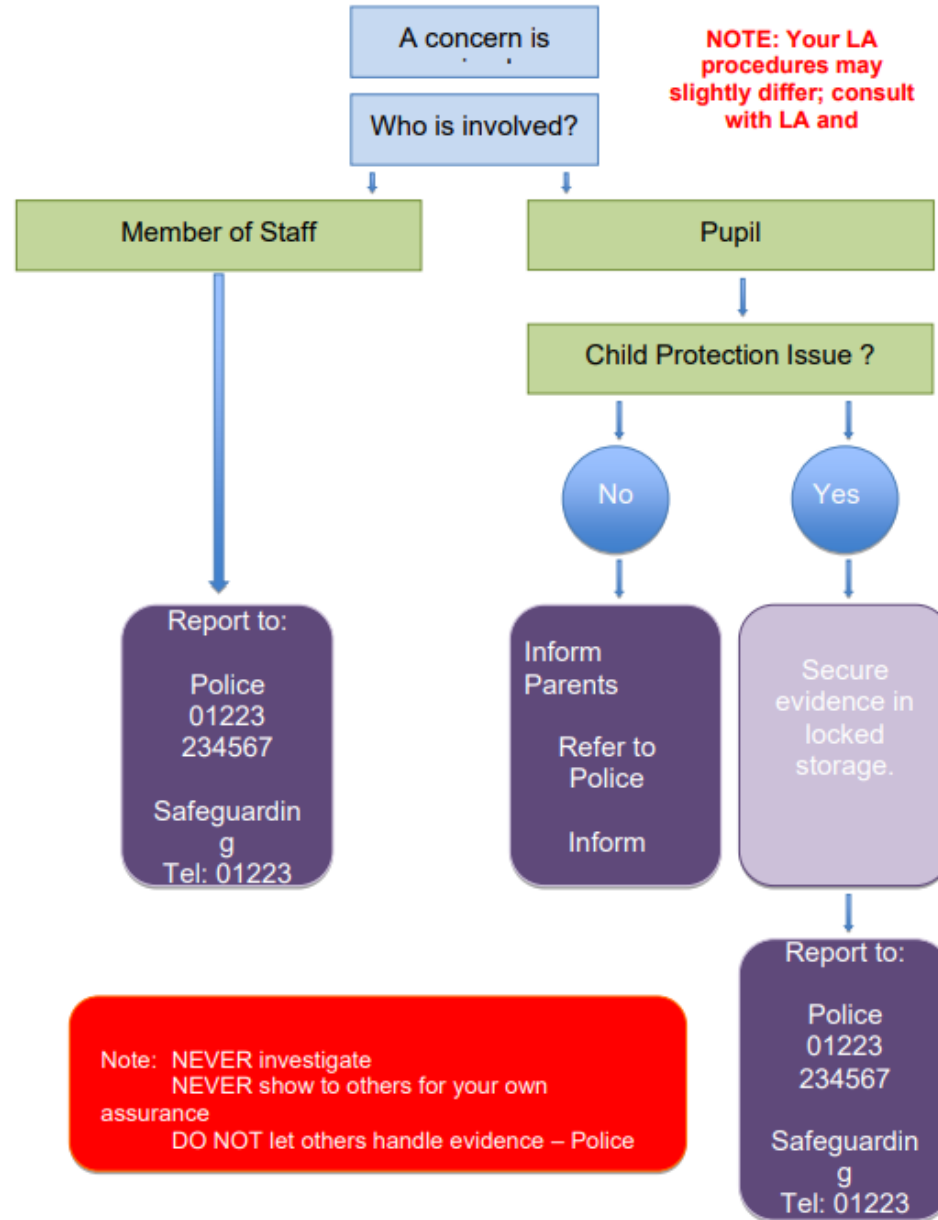 A concern is
NOTE: Your LA
procedures may
slightly differ; consult
with LA and
Who is involved?
Member of Staff
Pupil
Child Protection Issue ?
No
Yes
Report to:
Police
01223
234567
Safeguardin
g
Tel: 01223
Inform
Parents
Refer to
Police
Inform
Secure
evidence in
locked
storage.
Report to:
Police
01223
234567
Safeguardin
g
Tel: 01223
Note: NEVER investigate
NEVER show to others for your own
assurance
DO NOT let others handle evidence – Police